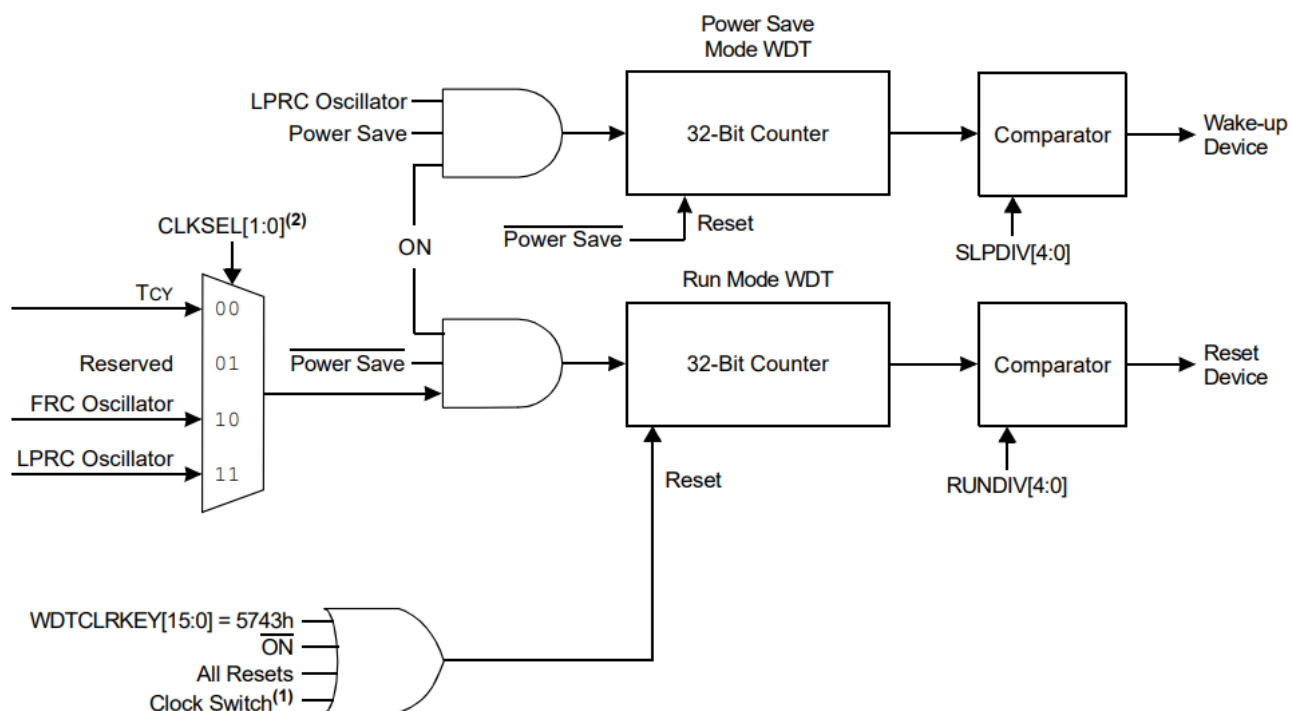 Power Save
Mode WDT
LPRC Oscillator
Power Save
32-Bit Counter
Comparator
Wake-up
Device
CLKSEL[1:0](2)
ON
Power Save
Reset
SLPDIV[4:0]
Run Mode WDT
TCY
00
Reserved
01
Power Save
32-Bit Counter
Comparator
Reset
Device
FRC Oscillator
10
LPRC Oscillator
11
Reset
RUNDIV[4:0]
WDTCLRKEY[15:0] = 5743h
ON
All Resets
Clock Switch(1)